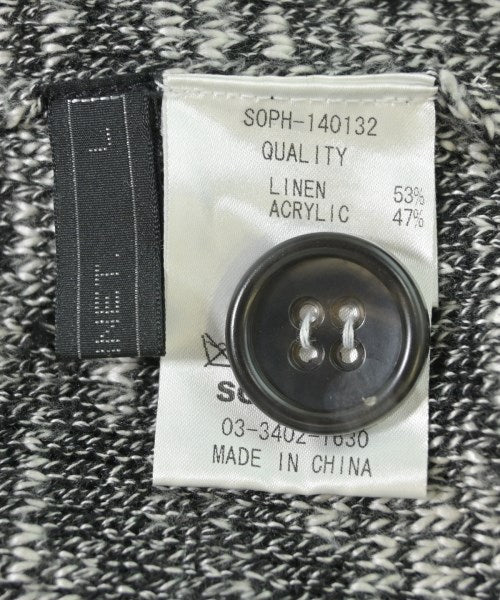 L
SOPH-140132
QUALITY
LINEN 53%
ACRYLIC 47%
03-3402-1630
MADE IN CHINA